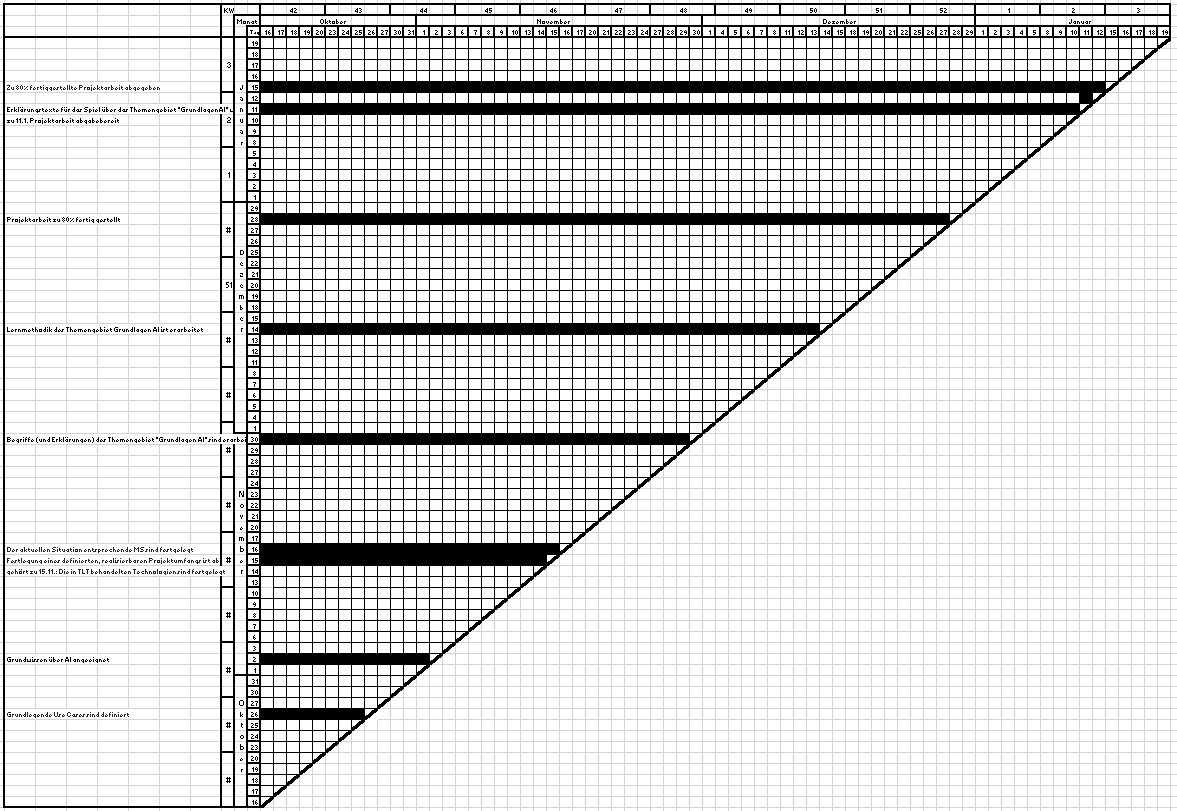 KW 42 43 44 45 46 47 48 49 50 51 52 1 2 3
Monat Oktober November Dezember Januar
Tag 16 17 18 19 20 23 24 25 26 27 30 31 1 2 3 6 7 8 9 10 13 14 15 16 17 20 21 22 23 24 27 28 29 30 1 4 5 6 7 8 11 12 13 14 15 18 19 20 21 22 25 26 27 28 29 1 2 3 4 5 8 9 10 11 12 15 16 17 18 19
19
18
3 17
16
Zu 80% fertiggestellte Projektarbeit abgegeben J 15
a 12
Erklärungstexte für das Spiel über das Themengebiet "Grundlagen AI" n 11
zu 11.1. Projektarbeit abgabebereit 2 u 10
a 9
r 8
5
4
1 3
2
1
29
Projektarbeit zu 80% fertig gestellt 28
# 27
26
D 25
e 22
z 21
51 e 20
m 19
b 18
e 15
Lernmethodik des Themengebiet Grundlagen AI ist erarbeitet r 14
# 13
12
11
8
7
# 6
5
4
1
Begriffe (und Erklärungen) des Themengebiet "Grundlagen AI" sind erarbei 30
# 29
28
27
24
N 23
# o 22
v 21
e 20
m 17
Der aktuellen Situation entsprechende MS sind festgelegt b 16
Festlegung eines definierten, realisierbaren Projektumfangs ist ab # e 15
gehört zu 15.11.: Die in TLT behandelten Technologien sind festgelegt r 14
13
10
9
# 8
7
6
3
Grundwissen über AI angeeignet 2
# 1
31
30
O 27
Grundlegende Use Cases sind definiert k 26
# t 25
o 24
b 23
e 20
r 19
# 18
17
16